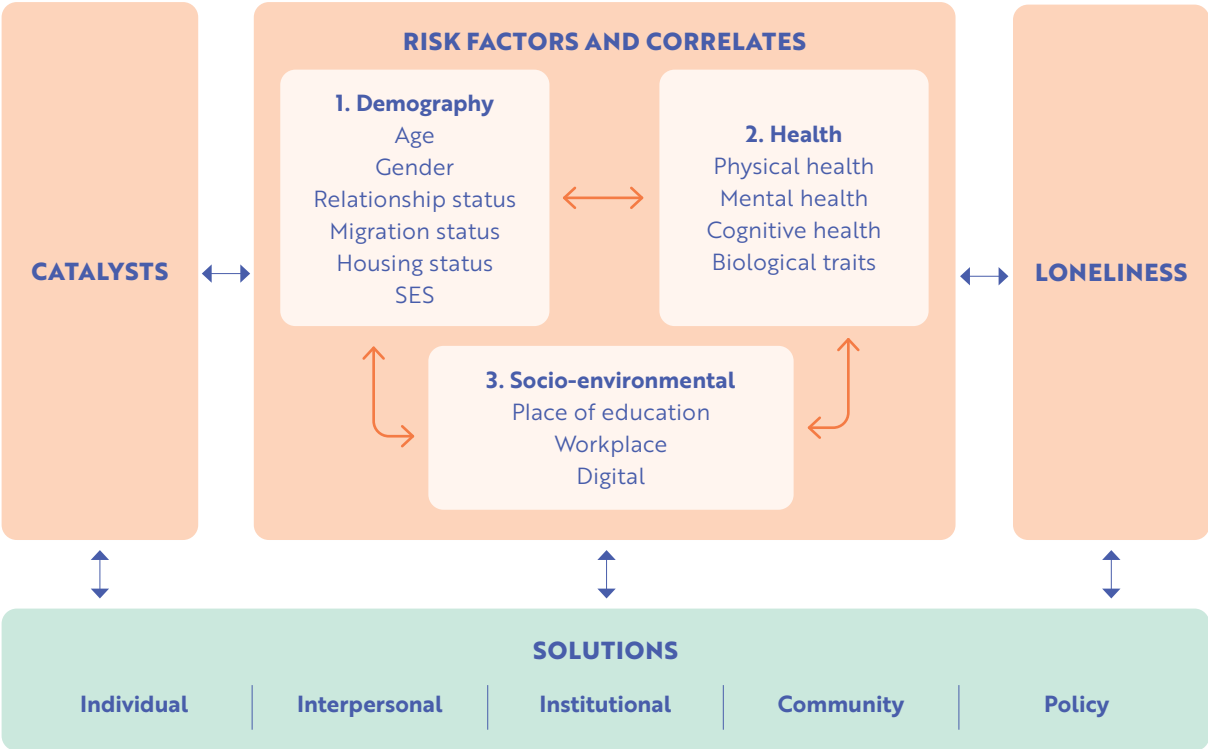 CATALYSTS
RISK FACTORS AND CORRELATES
1. Demography
Age
Gender
Relationship status
Migration status
Housing status
SES
2. Health
Physical health
Mental health
Cognitive health
Biological traits
3. Socio-environmental
Place of education
Workplace
Digital
LONELINESS
SOLUTIONS
Individual
Interpersonal
Institutional
Community
Policy